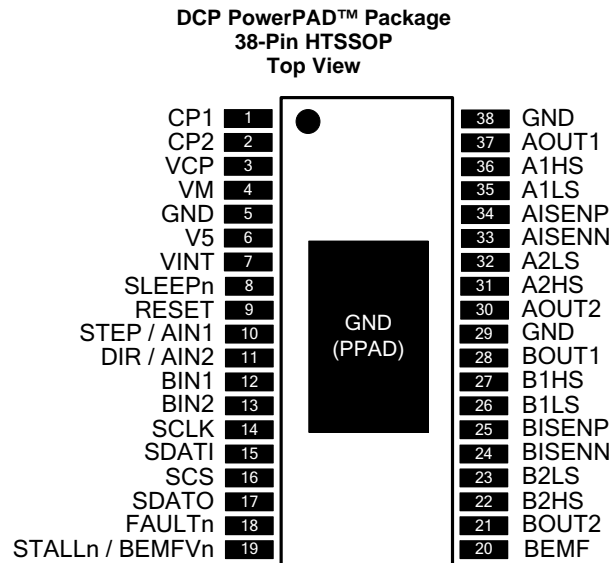 DCP PowerPAD™ Package
38-Pin HTSSOP
Top View
CP1 1 38 GND
CP2 2 37 AOUT1
VCP 3 36 A1HS
VM 4 35 A1LS
GND 5 34 AISENP
V5 6 33 AISENN
VINT 7 32 A2LS
SLEEPn 8 31 A2HS
RESET 9 30 AOUT2
STEP / AIN1 10 29 GND
DIR / AIN2 11 28 BOUT1
BIN1 12 27 B1HS
BIN2 13 26 B1LS
SCLK 14 25 BISENP
SDATI 15 24 BISENN
SCS 16 23 B2LS
SDATO 17 22 B2HS
FAULTn 18 21 BOUT2
STALLn / BEMFVn 19 20 BEMF
GND
(PPAD)